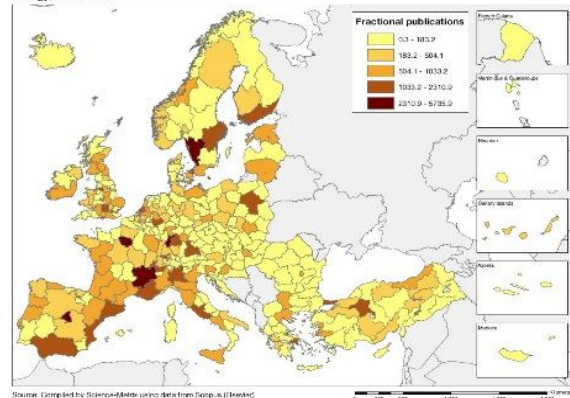 Fractional publications
0.3 - 183.2
183.2 - 504.1
504.1 - 1033.2
1033.2 - 2310.9
2310.9 - 5735.9
French Guiana
Martinique & Guadeloupe
Réunion
Canary Islands
Azores
Madeira
Source: Compiled by Science-Metrix using data from Scopus (Elsevier)